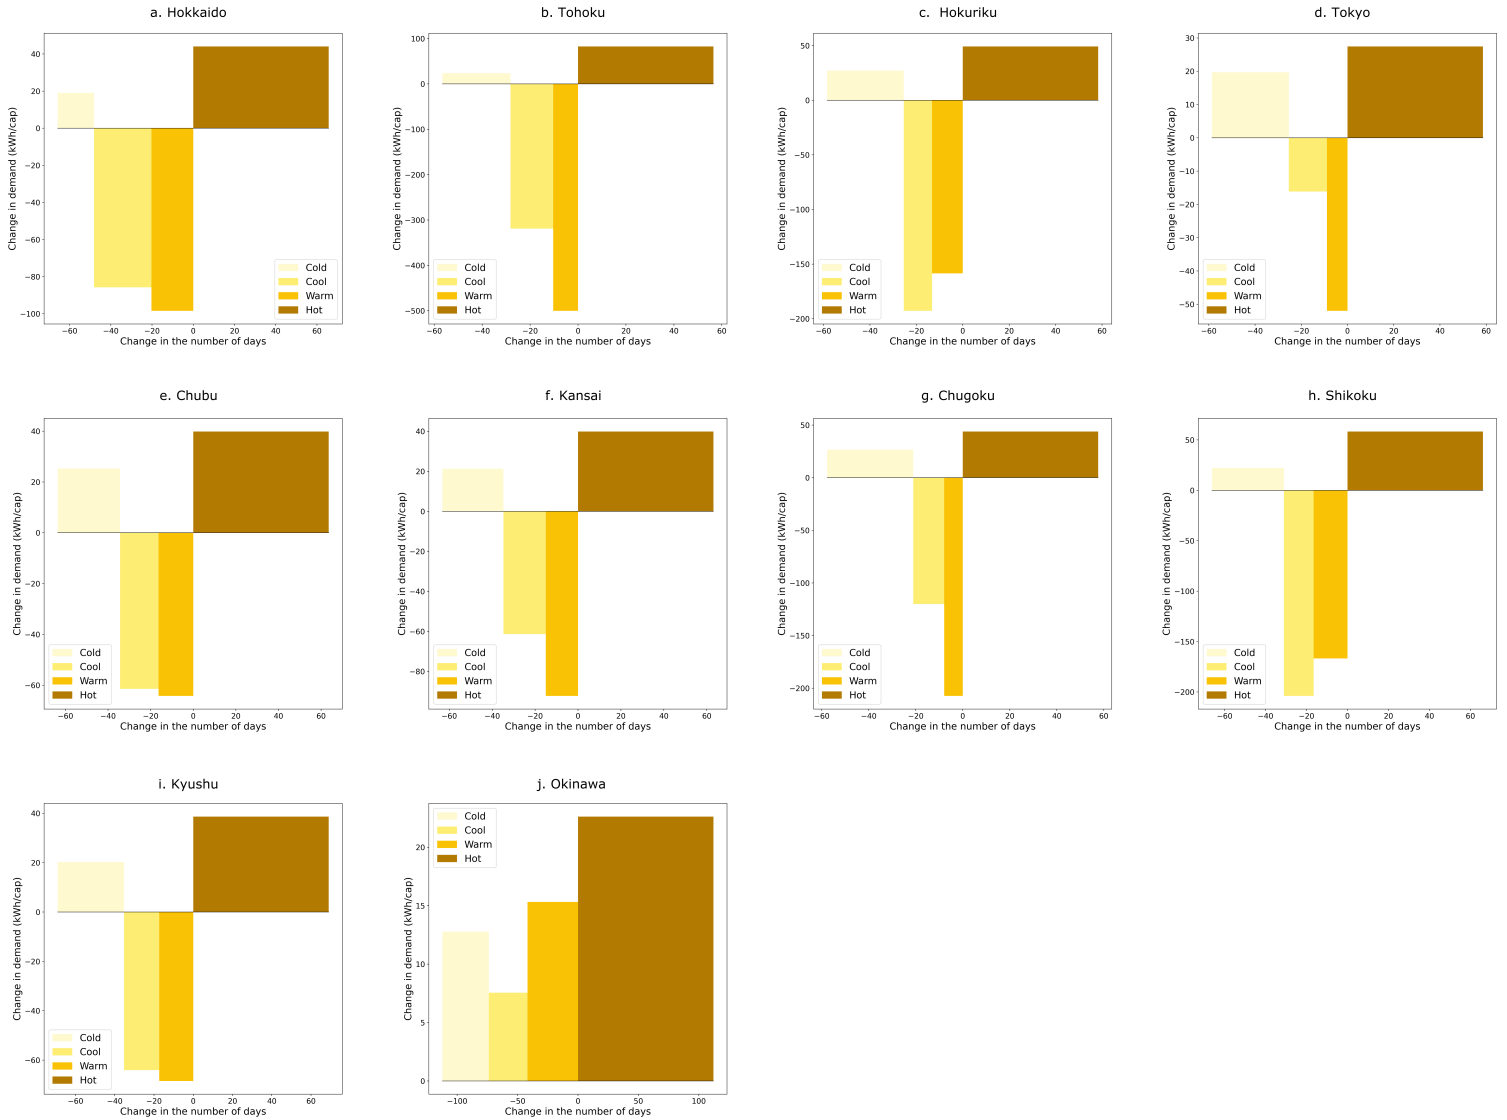 a. Hokkaido
Change in demand (kWh/cap)
40
20
0
−20
−40
−60
−80
−100
−60 −40 −20 0 20 40 60
Change in the number of days
Cold
Cool
Warm
Hot
b. Tohoku
Change in demand (kWh/cap)
100
0
−100
−200
−300
−400
−500
−60 −40 −20 0 20 40 60
Change in the number of days
Cold
Cool
Warm
Hot
c. Hokuriku
Change in demand (kWh/cap)
50
0
−50
−100
−150
−200
−60 −40 −20 0 20 40 60
Change in the number of days
Cold
Cool
Warm
Hot
d. Tokyo
Change in demand (kWh/cap)
30
20
10
0
−10
−20
−30
−40
−50
−60 −40 −20 0 20 40 60
Change in the number of days
Cold
Cool
Warm
Hot
e. Chubu
Change in demand (kWh/cap)
40
20
0
−20
−40
−60
−60 −40 −20 0 20 40 60
Change in the number of days
Cold
Cool
Warm
Hot
f. Kansai
Change in demand (kWh/cap)
40
20
0
−20
−40
−60
−80
−60 −40 −20 0 20 40 60
Change in the number of days
Cold
Cool
Warm
Hot
g. Chugoku
Change in demand (kWh/cap)
50
0
−50
−100
−150
−200
−60 −40 −20 0 20 40 60
Change in the number of days
Cold
Cool
Warm
Hot
h. Shikoku
Change in demand (kWh/cap)
50
0
−50
−100
−150
−200
−60 −40 −20 0 20 40 60
Change in the number of days
Cold
Cool
Warm
Hot
i. Kyushu
Change in demand (kWh/cap)
40
20
0
−20
−40
−60
−60 −40 −20 0 20 40 60
Change in the number of days
Cold
Cool
Warm
Hot
j. Okinawa
Change in demand (kWh/cap)
20
15
10
5
0
−100 −50 0 50 100
Change in the number of days
Cold
Cool
Warm
Hot